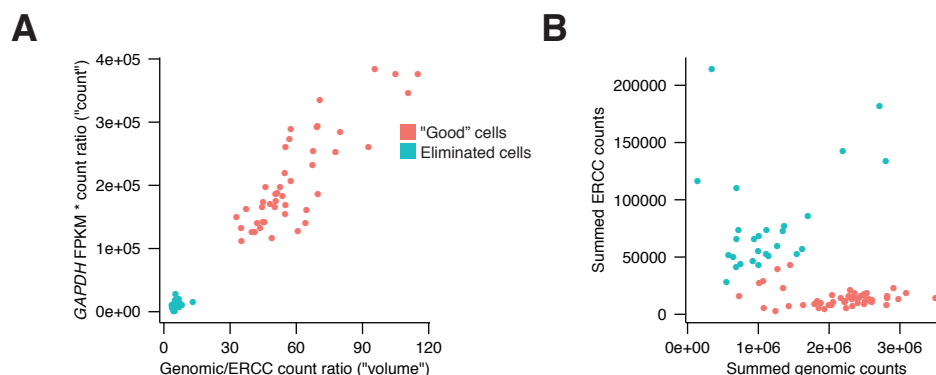 A
GAPDH FPKM * count ratio ("count")
4e+05
3e+05
2e+05
1e+05
0e+00
0
30
60
90
120
Genomic/ERCC count ratio ("volume")
"Good” cells
Eliminated cells
B
Summed ERCC counts
200000
150000
100000
50000
0
0e+00
1e+06
2e+06
3e+06
Summed genomic counts